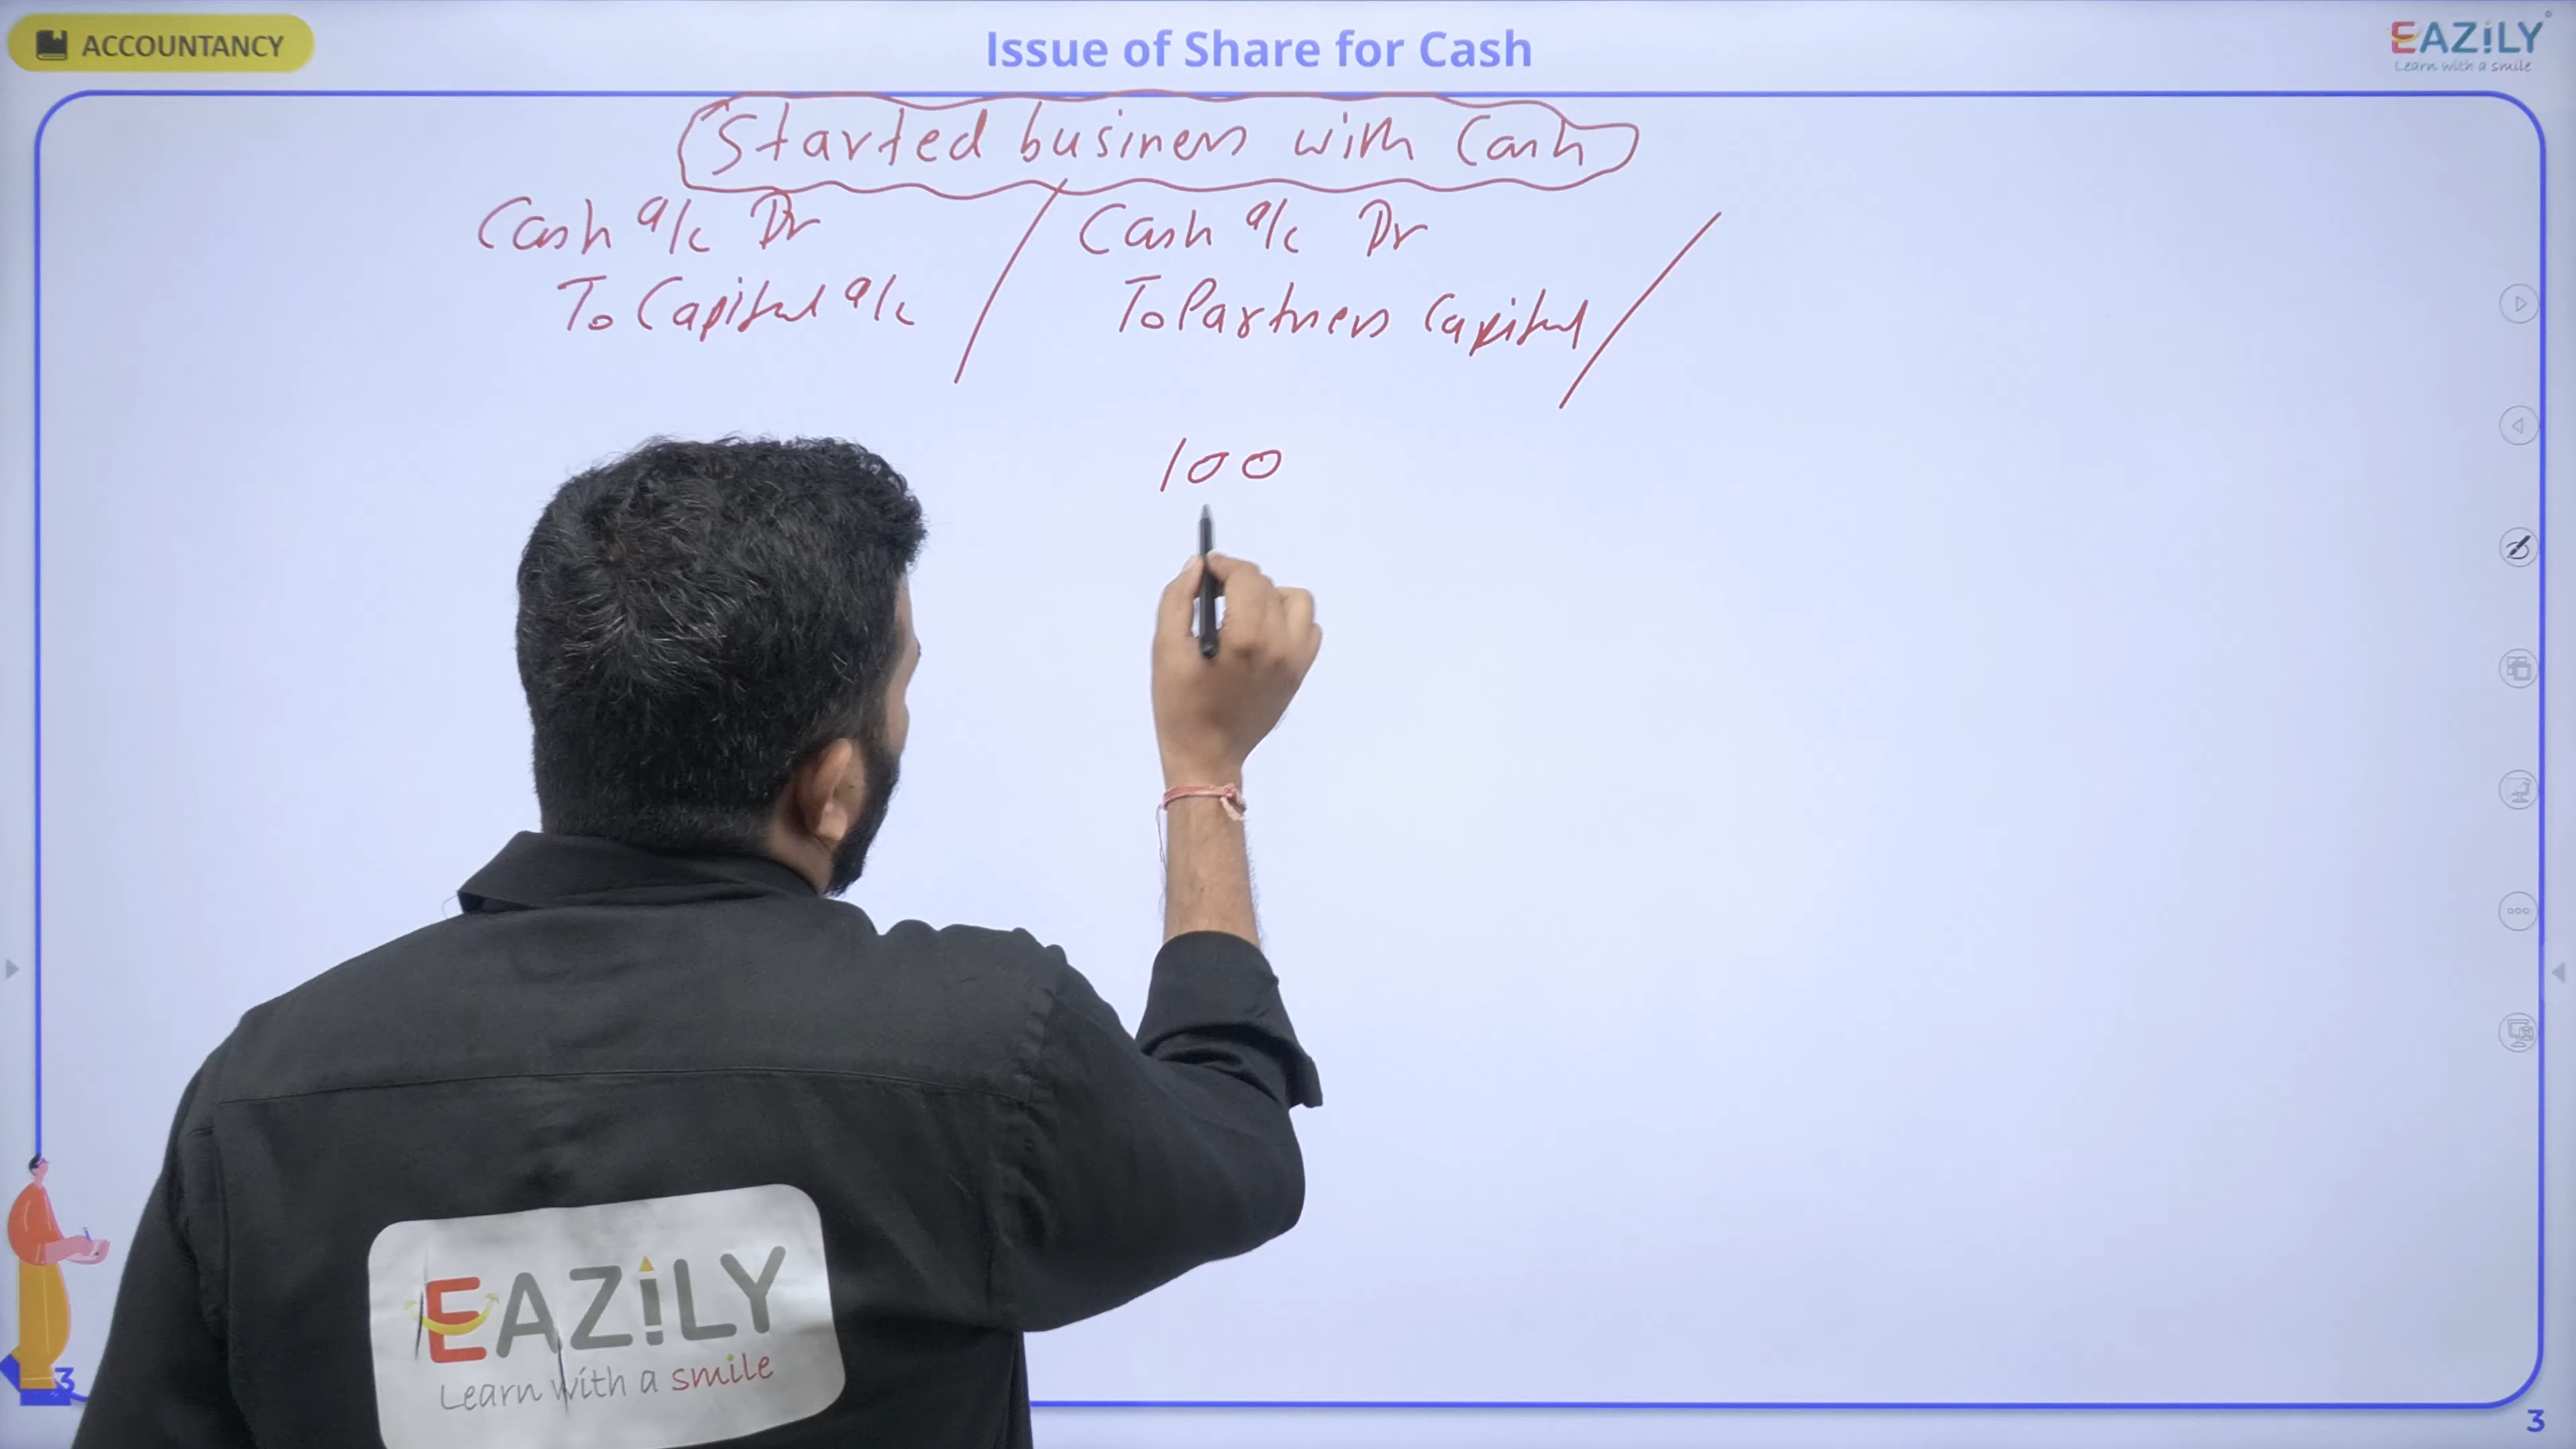 ACCOUNTANCY
Issue of Share for Cash
EAZiLY
Learn with a smile
Started business with Cash
Cash a/c Dr
To Capital a/c
Cash a/c Dr
To Partners Capital
100
EAZiLY
Learn with a smile
3
3